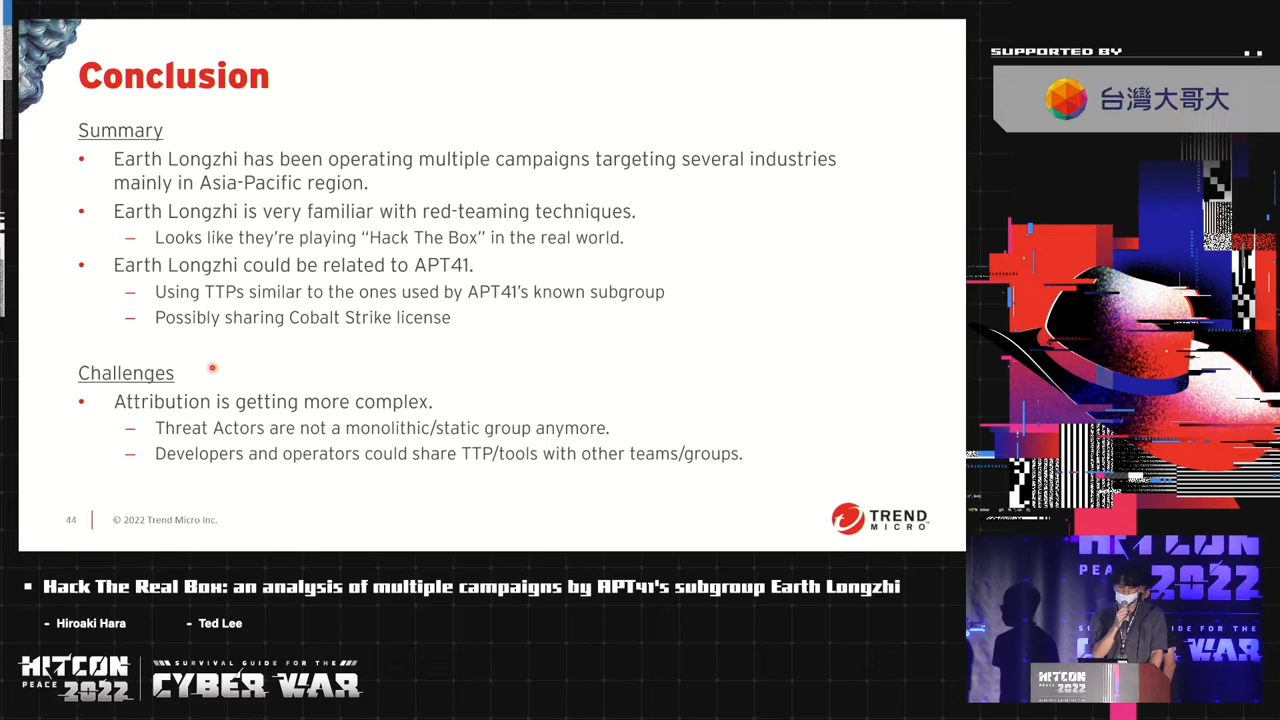 Conclusion
Summary
• Earth Longzhi has been operating multiple campaigns targeting several industries
mainly in Asia-Pacific region.
• Earth Longzhi is very familiar with red-teaming techniques.
– Looks like they're playing “Hack The Box” in the real world.
• Earth Longzhi could be related to APT41.
– Using TTPs similar to the ones used by APT41's known subgroup
– Possibly sharing Cobalt Strike license
Challenges
• Attribution is getting more complex.
– Threat Actors are not a monolithic/static group anymore.
– Developers and operators could share TTP/tools with other teams/groups.
44
© 2022 Trend Micro Inc.
TREND
MICRO
SUPPORTED BY
台灣大哥大
Hack The Real Box: an analysis of multiple campaigns by APT41's subgroup Earth Longzhi
- Hiroaki Hara
- Ted Lee
HITCON
PEACE 2022
SURVIVAL GUIDE FOR THE
CYBER WAR
2022
HITCON
2022